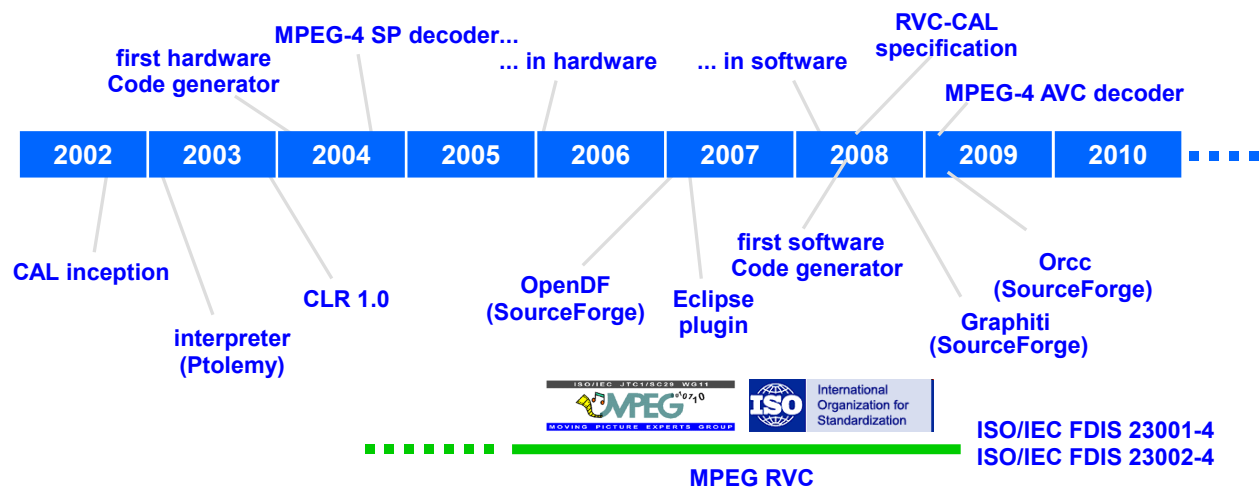 MPEG-4 SP decoder...
RVC-CAL
specification
first hardware
Code generator
... in hardware
... in software
MPEG-4 AVC decoder
2002
2003
2004
2005
2006
2007
2008
2009
2010
CAL inception
interpreter
(Ptolemy)
CLR 1.0
OpenDF
(SourceForge)
Eclipse
plugin
first software
Code generator
Orcc
(SourceForge)
Graphiti
(SourceForge)
ISO/IEC JTC1/SC29 WG11
MPEG
MOVING PICTURE EXPERTS GROUP
ISO
International
Organization for
Standardization
ISO/IEC FDIS 23001-4
ISO/IEC FDIS 23002-4
MPEG RVC